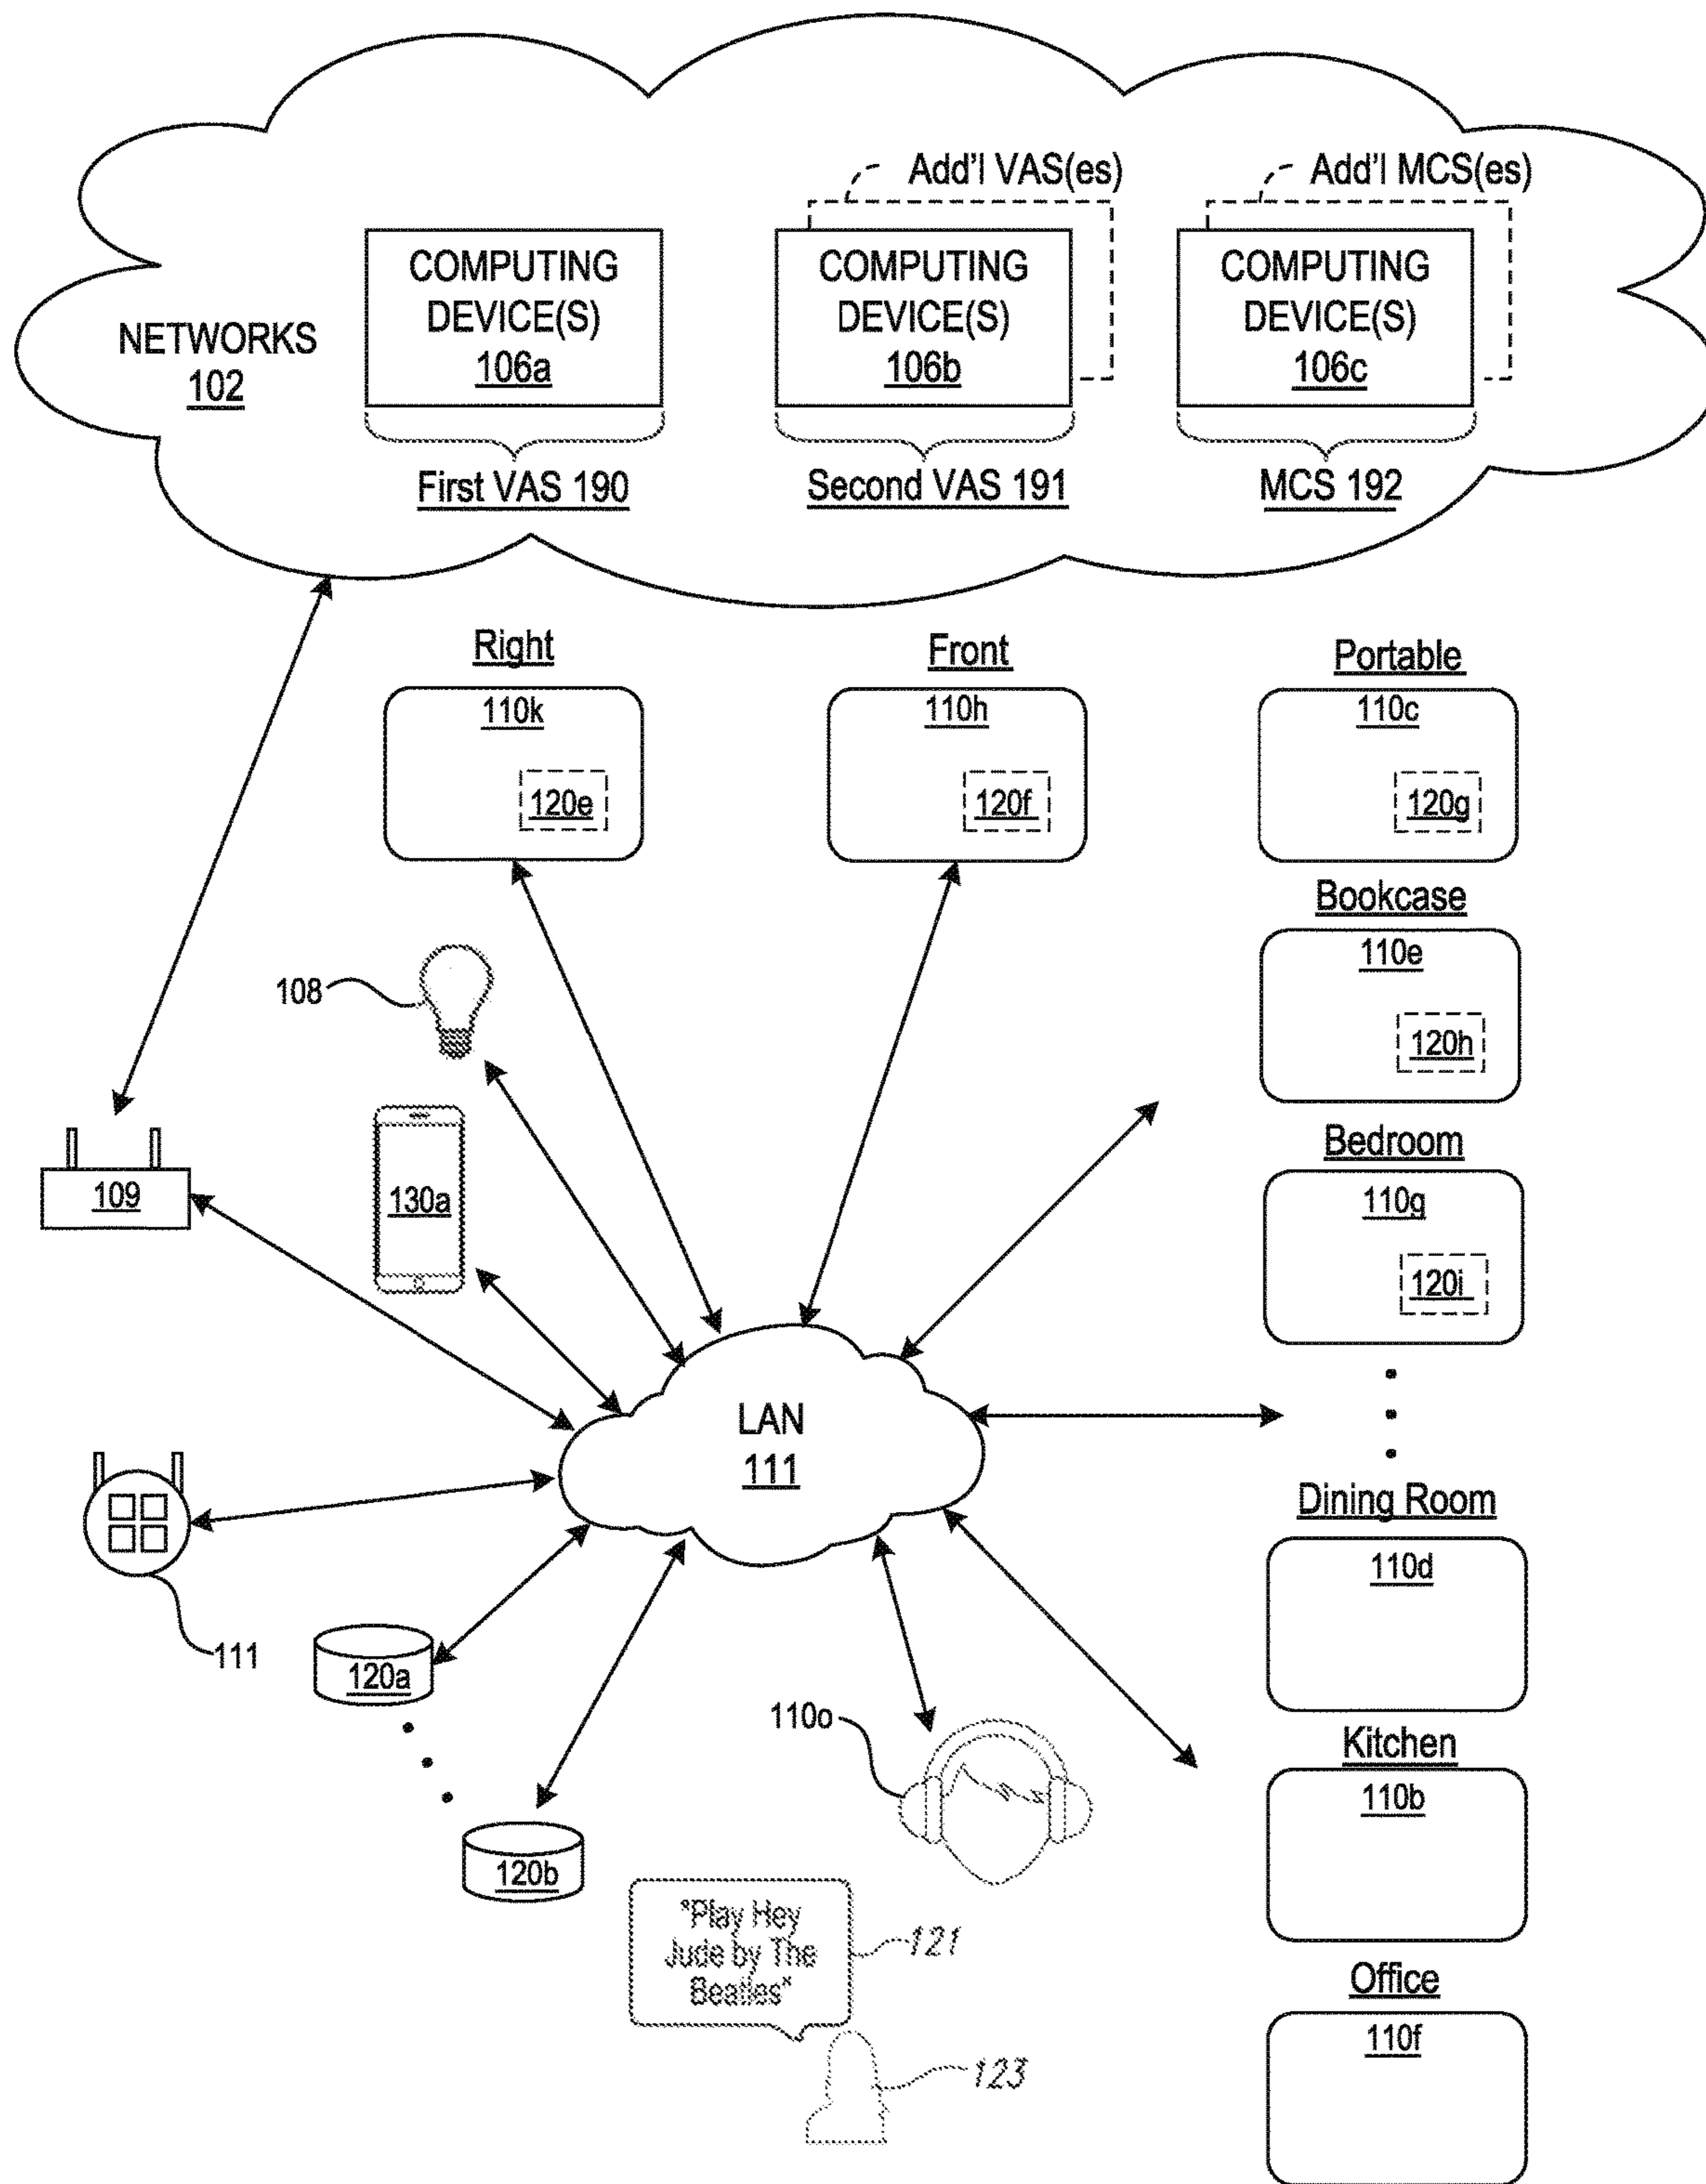 Add'l VAS(es)
Add'l MCS(es)
NETWORKS
102
COMPUTING
DEVICE(S)
106a
COMPUTING
DEVICE(S)
106b
COMPUTING
DEVICE(S)
106c
First VAS 190
Second VAS 191
MCS 192
Right
110k
120e
Front
110h
120f
Portable
110c
120g
Bookcase
110e
120h
108
Bedroom
110g
120i
109
130a
LAN
111
Dining Room
110d
111
120a
110o
Kitchen
110b
120b
"Play Hey
Jude by The
Beatles"
121
Office
110f
123